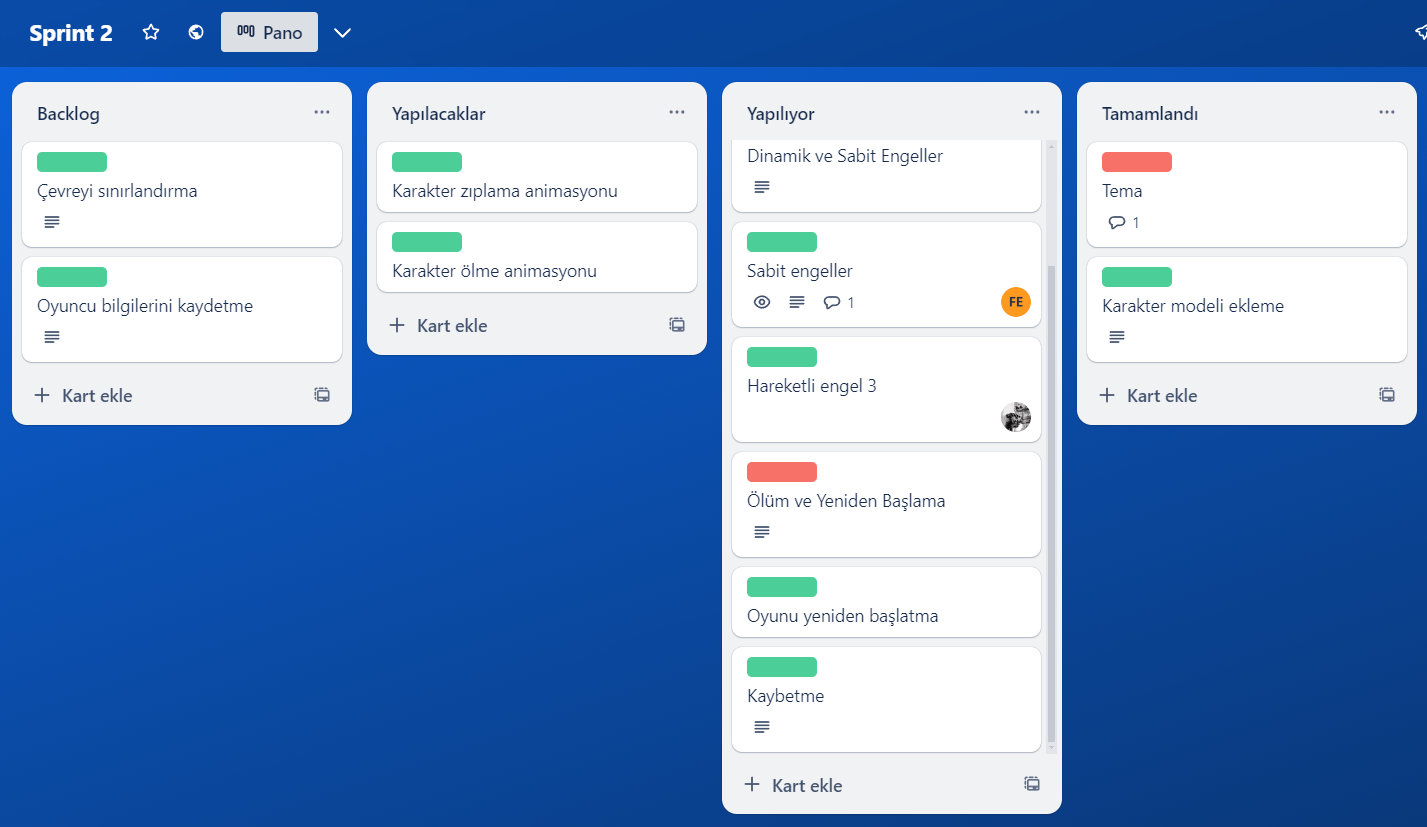 Sprint 2
Pano
Backlog
Çevreyi sınırlandırma
Oyuncu bilgilerini kaydetme
Kart ekle
Yapılacaklar
Karakter zıplama animasyonu
Karakter ölme animasyonu
Kart ekle
Yapılıyor
Dinamik ve Sabit Engeller
Sabit engeller
1
FE
Hareketli engel 3
Ölüm ve Yeniden Başlama
Oyunu yeniden başlatma
Kaybetme
Kart ekle
Tamamlandı
Tema
1
Karakter modeli ekleme
Kart ekle